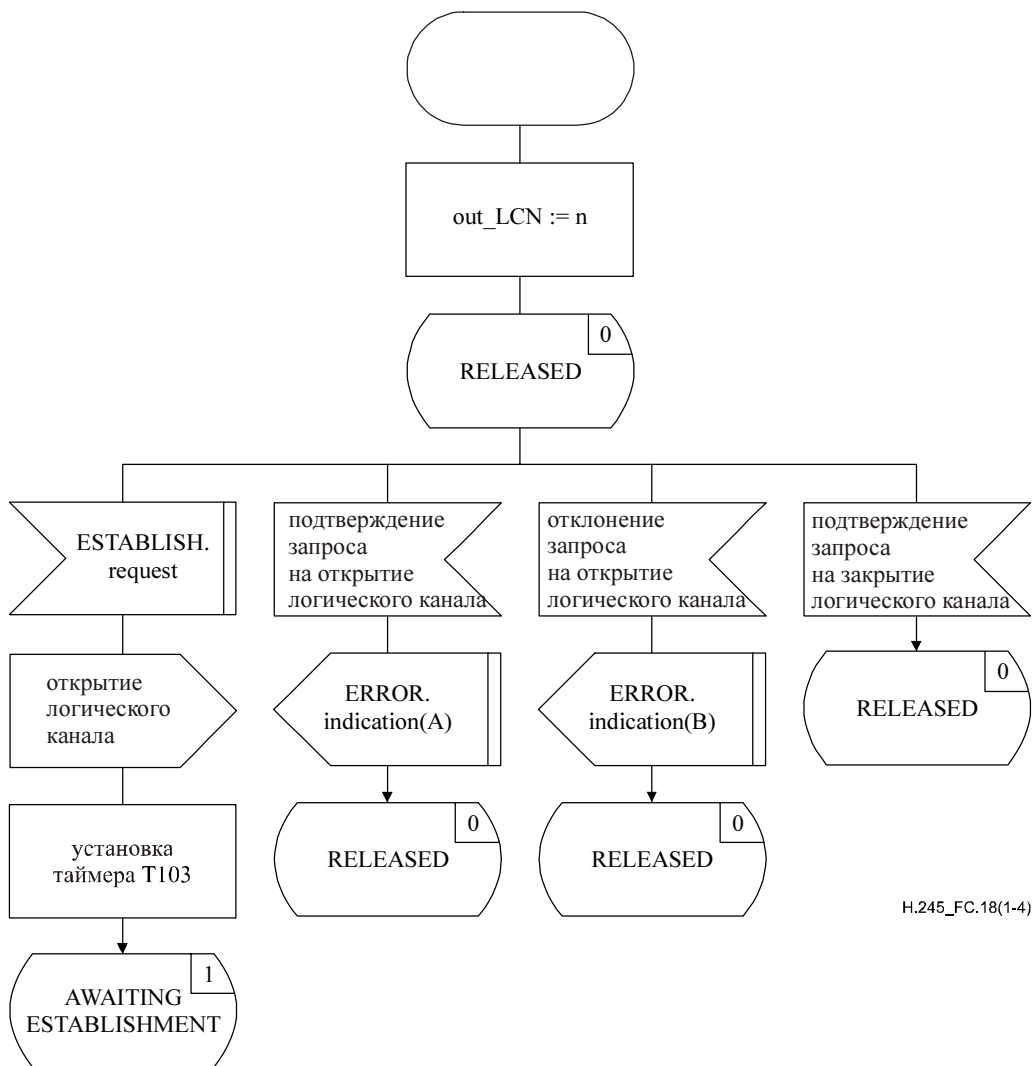 out_LCN := n
0
RELEASED
ESTABLISH.
request
подтверждение
запроса
на открытие
логического канала
отклонение
запроса
на открытие
логического канала
подтверждение
запроса
на закрытие
логического канала
открытие
логического
канала
ERROR.
indication(A)
ERROR.
indication(B)
0
RELEASED
установка
таймера T103
0
RELEASED
0
RELEASED
H.245_FC.18(1-4)
1
AWAITING
ESTABLISHMENT